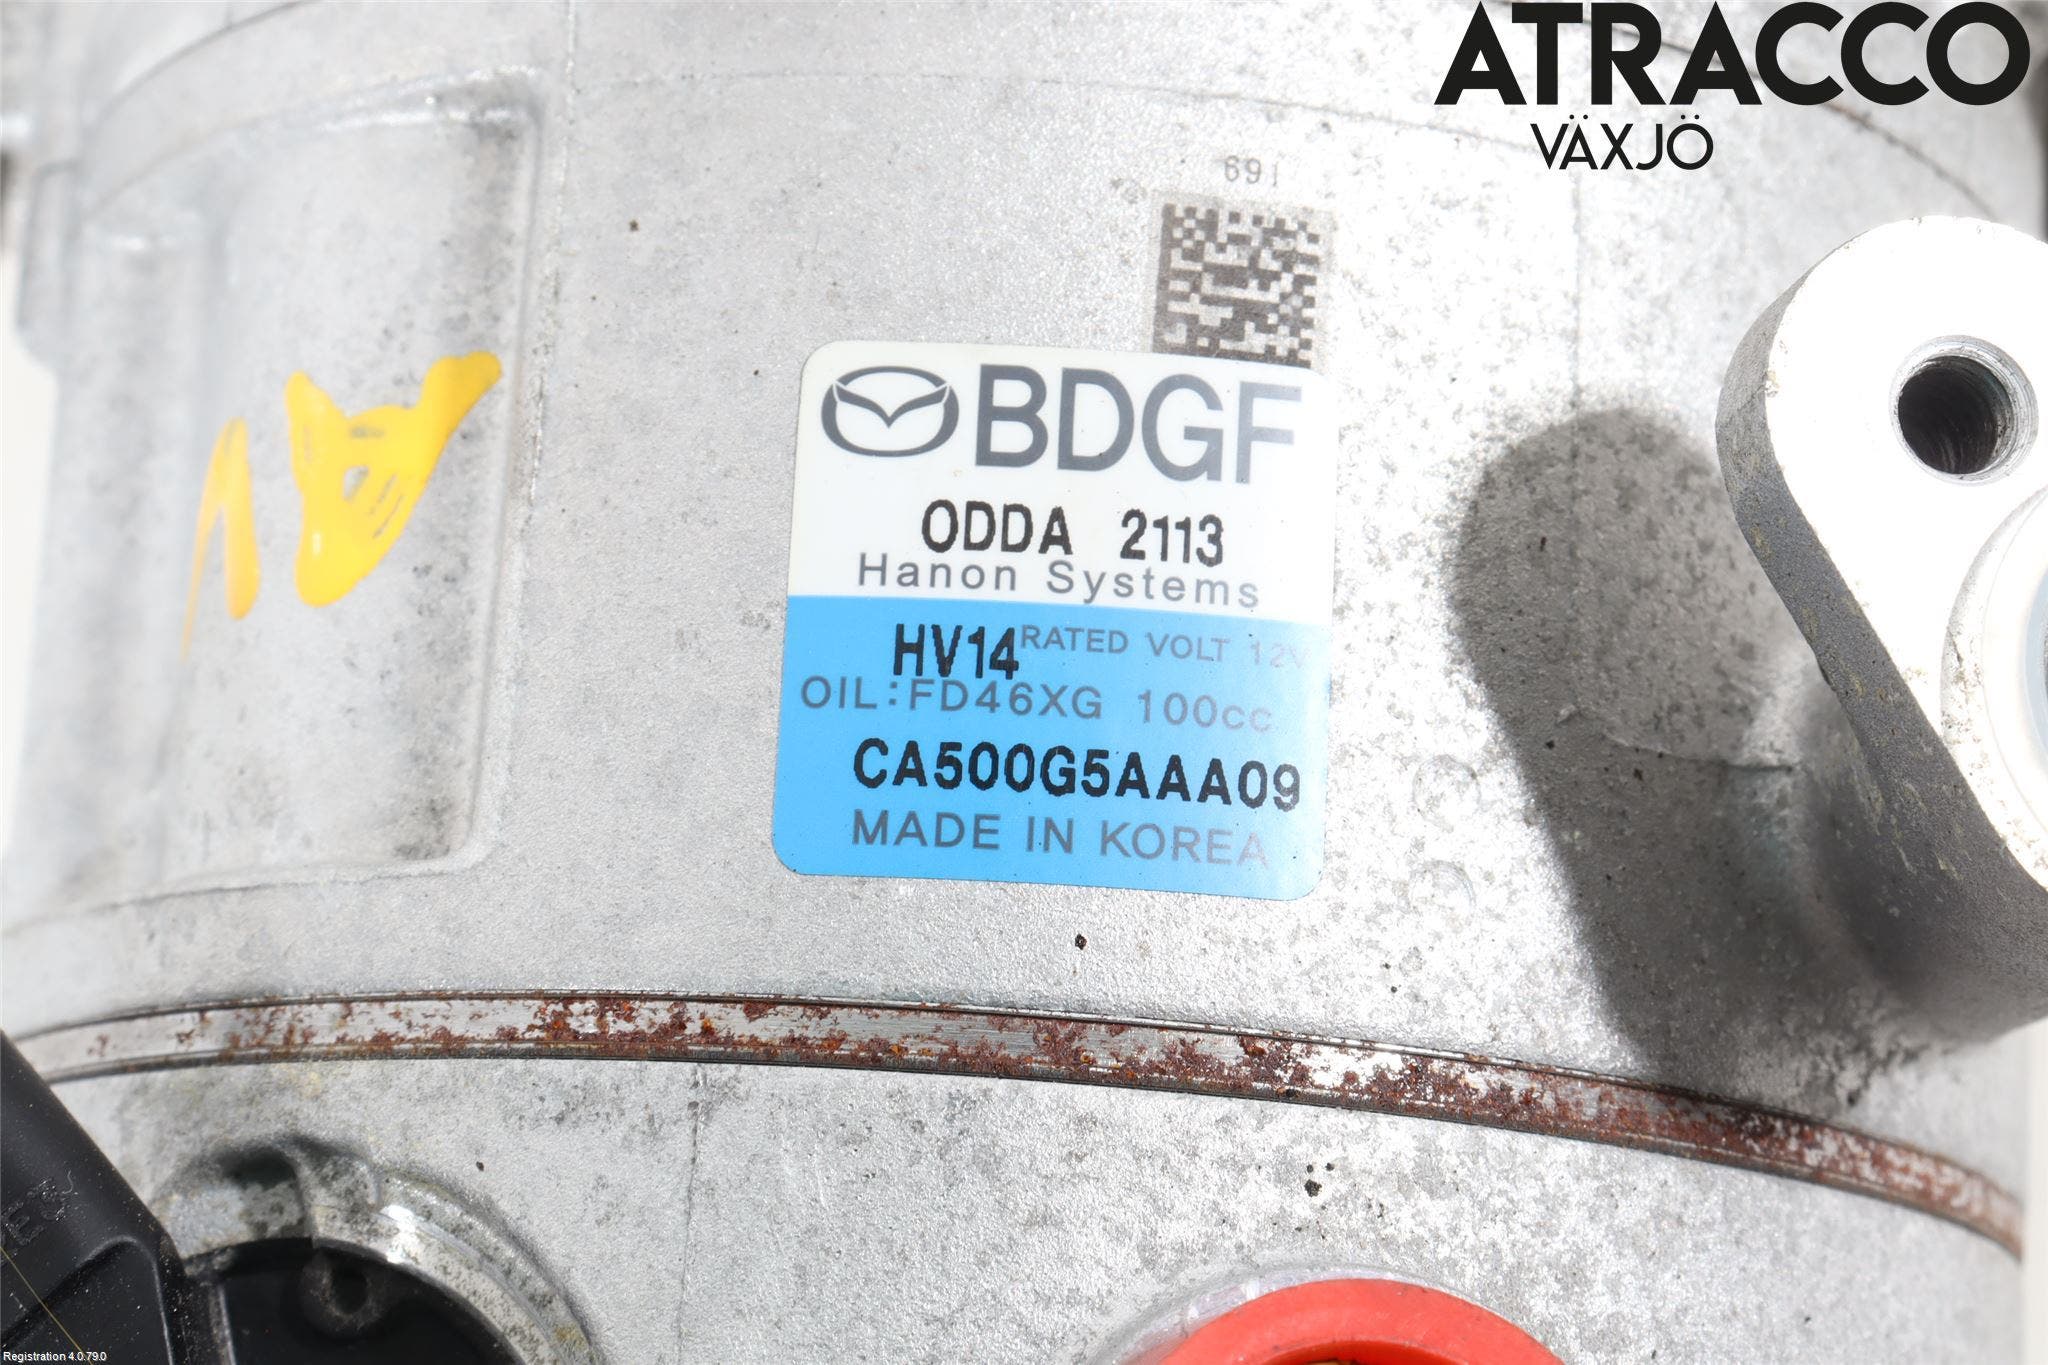 ATRACCO
VÄXJÖ
691
BDGF
0DDA 2113
Hanon Systems
HV14 RATED VOLT 12V
OIL:FD46XG 100cc
CA500G5AAA09
MADE IN KOREA
Registration 4.0.79.0